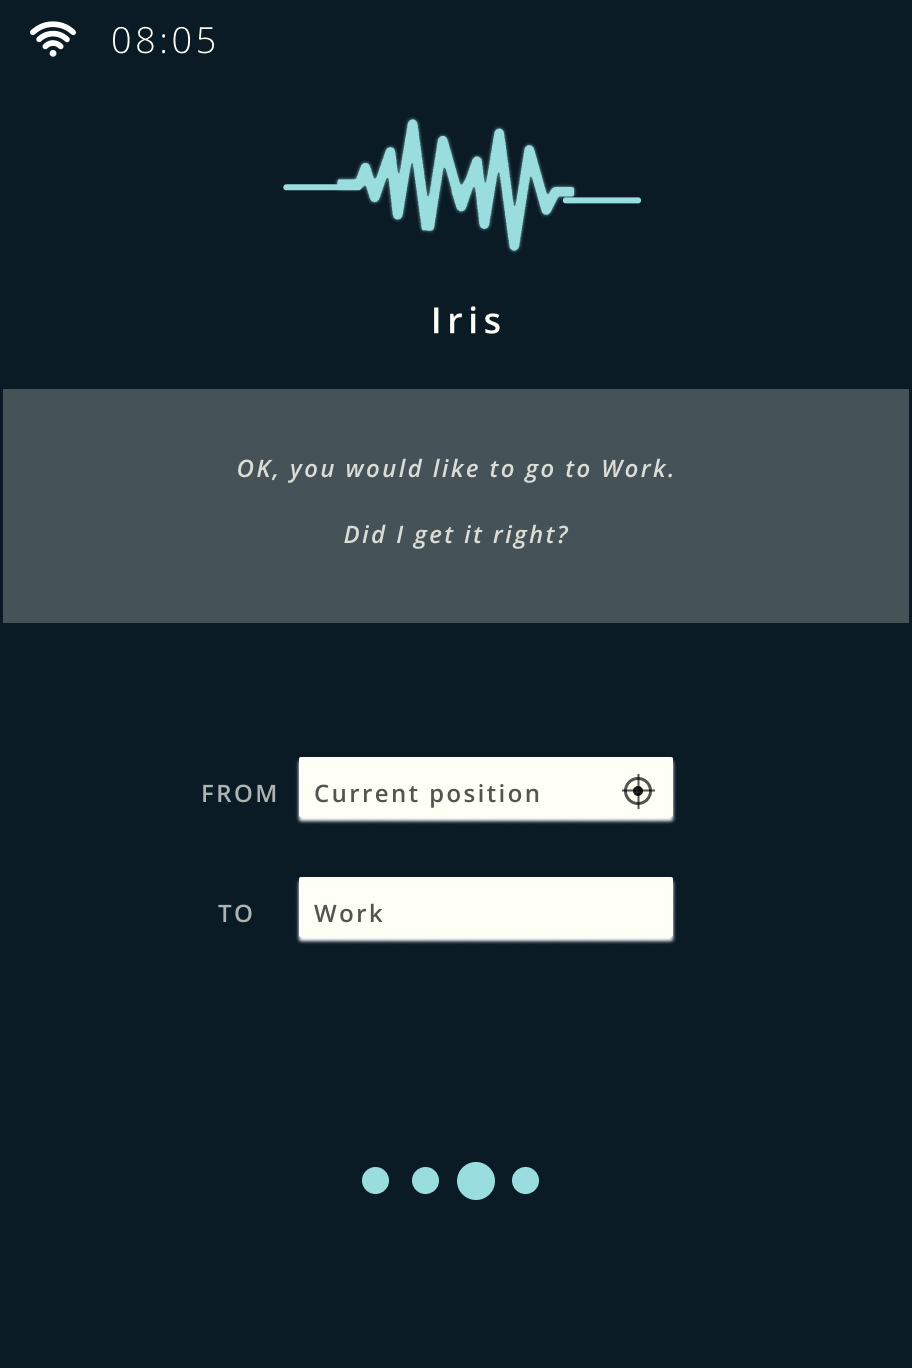 08:05
Iris
OK, you would like to go to Work.
Did I get it right?
FROM Current position
TO Work